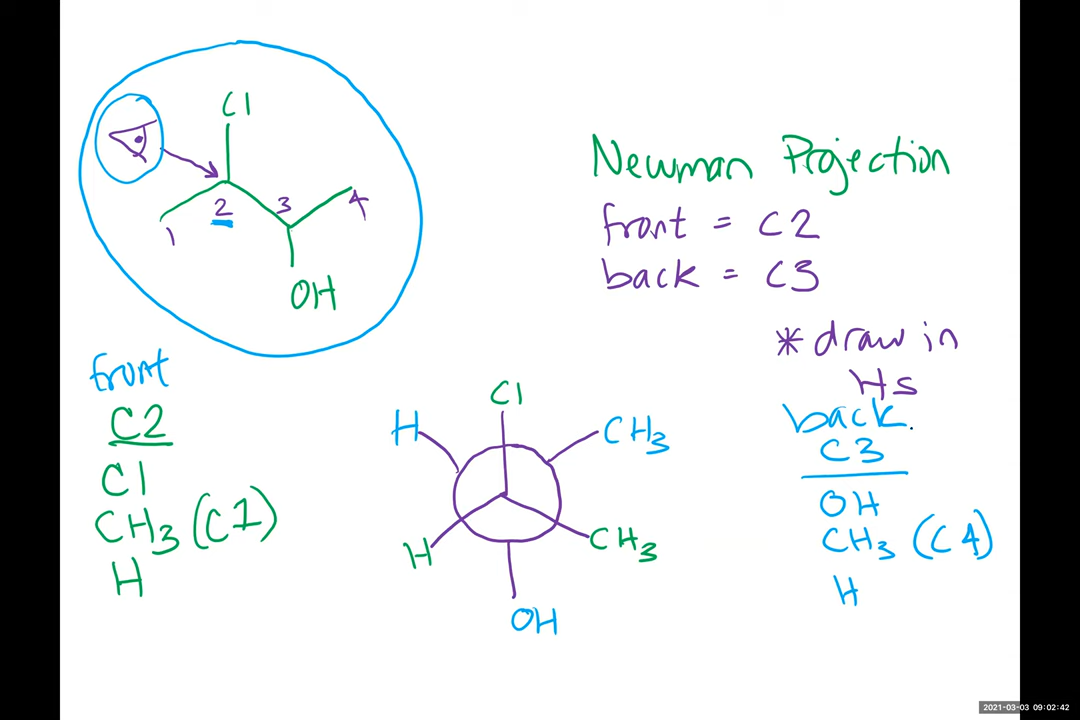 Cl
1
2
3
4
OH
Newman Projection
front = C2
back = C3
* draw in
Hs
front
C2
Cl
CH3 (C1)
H
Cl
H
CH3
H
CH3
OH
back.
C3
OH
CH3 (C4)
H
2021-03-03 09:02:42